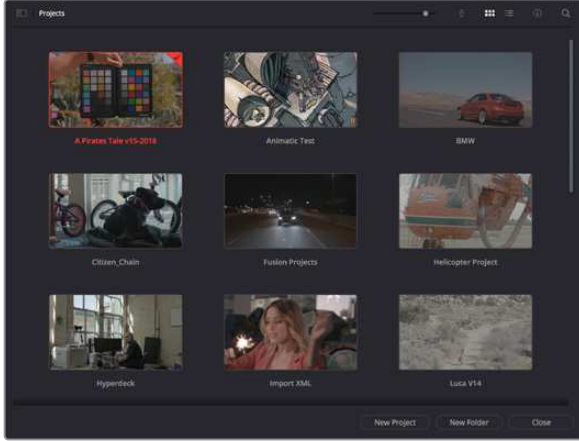 Projects
A Pirates Tale v15-2018
Animatic Test
BMW
Citizen_Chain
Fusion Projects
Helicopter Project
Hyperdeck
Import XML
Luca V14
New Project
New Folder
Close